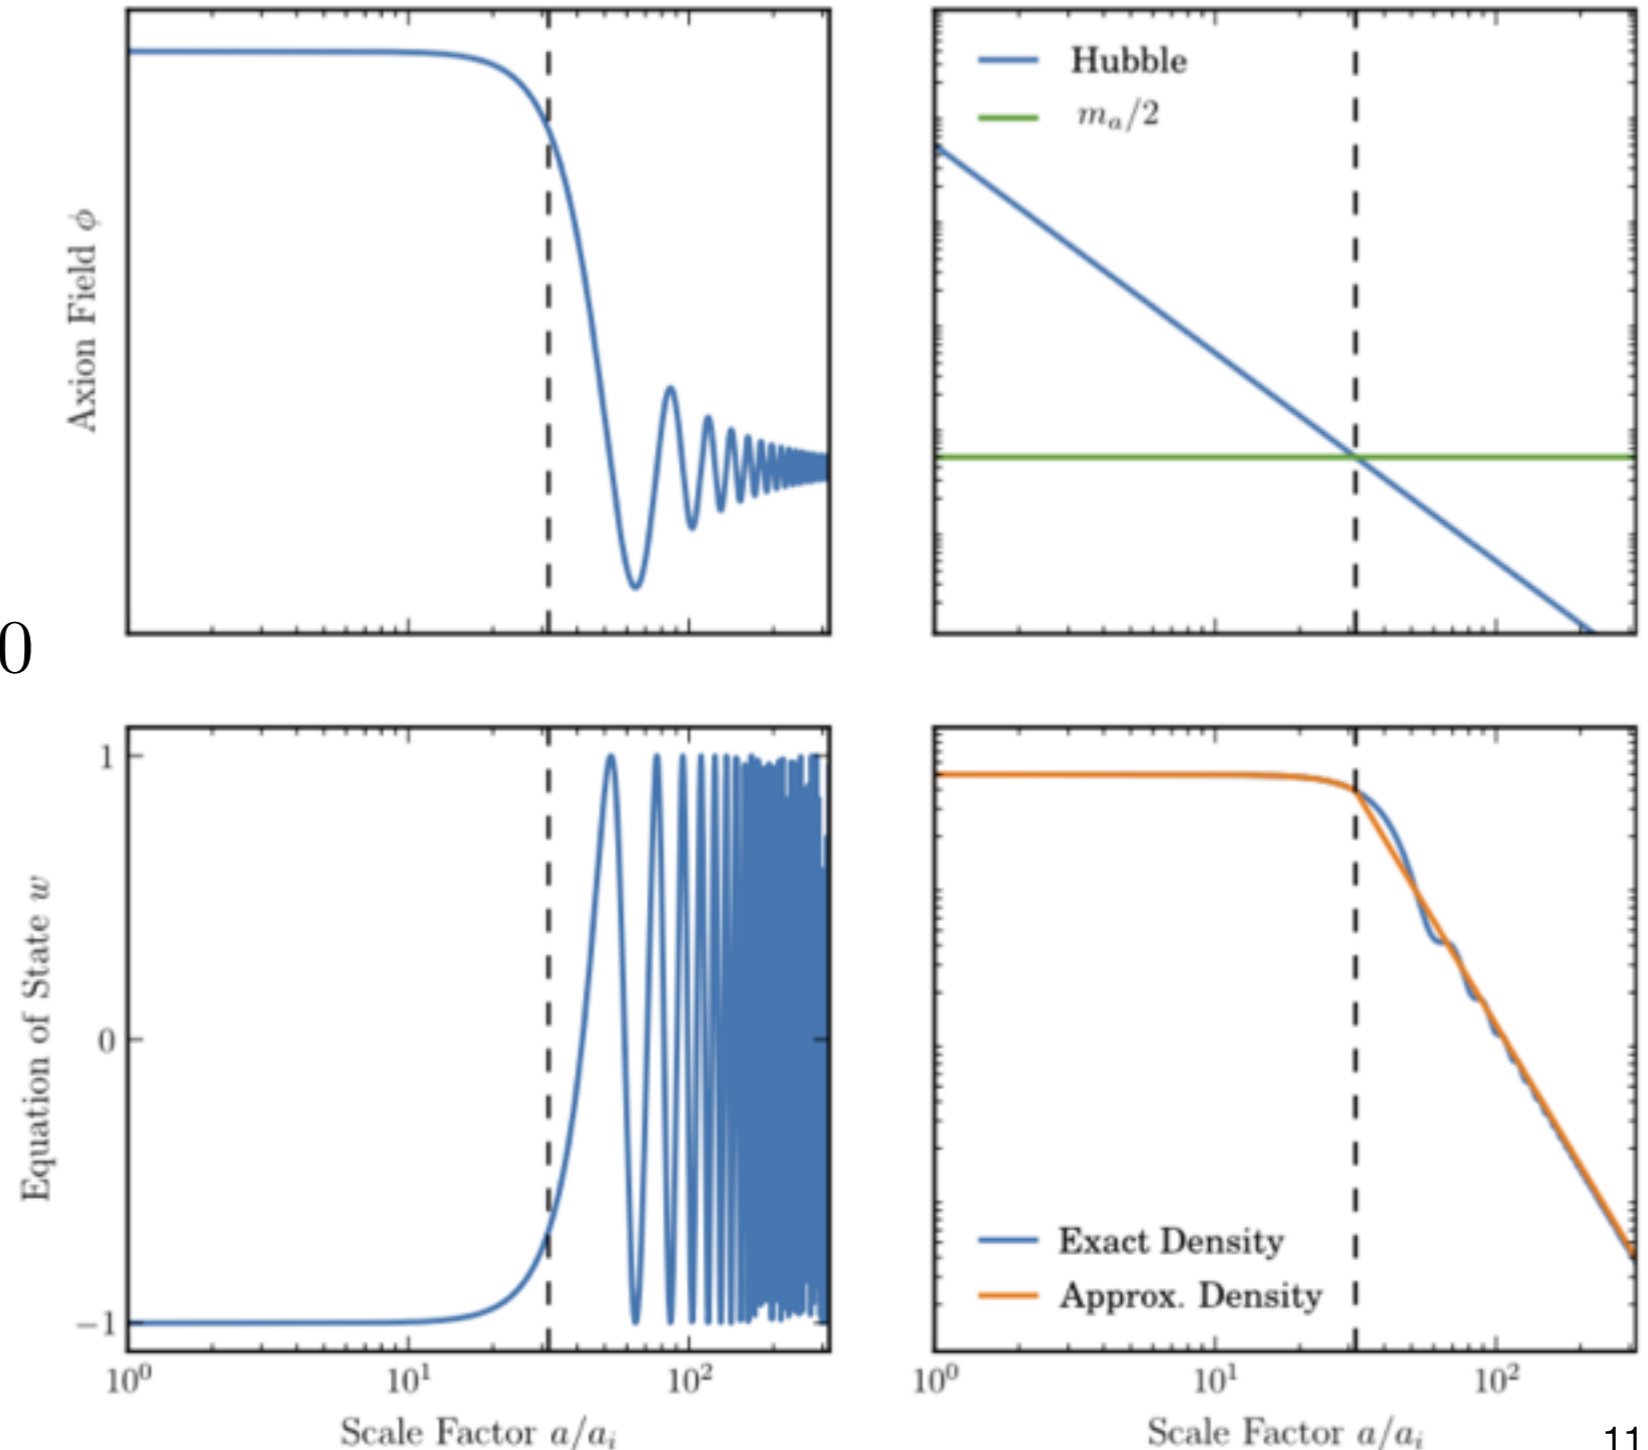 Axion Field ϕ
Hubble
m_a/2
0
Equation of State w
1
0
−1
10^0
10^1
10^2
Scale Factor a/a_i
Exact Density
Approx. Density
10^0
10^1
10^2
Scale Factor a/a_i
11